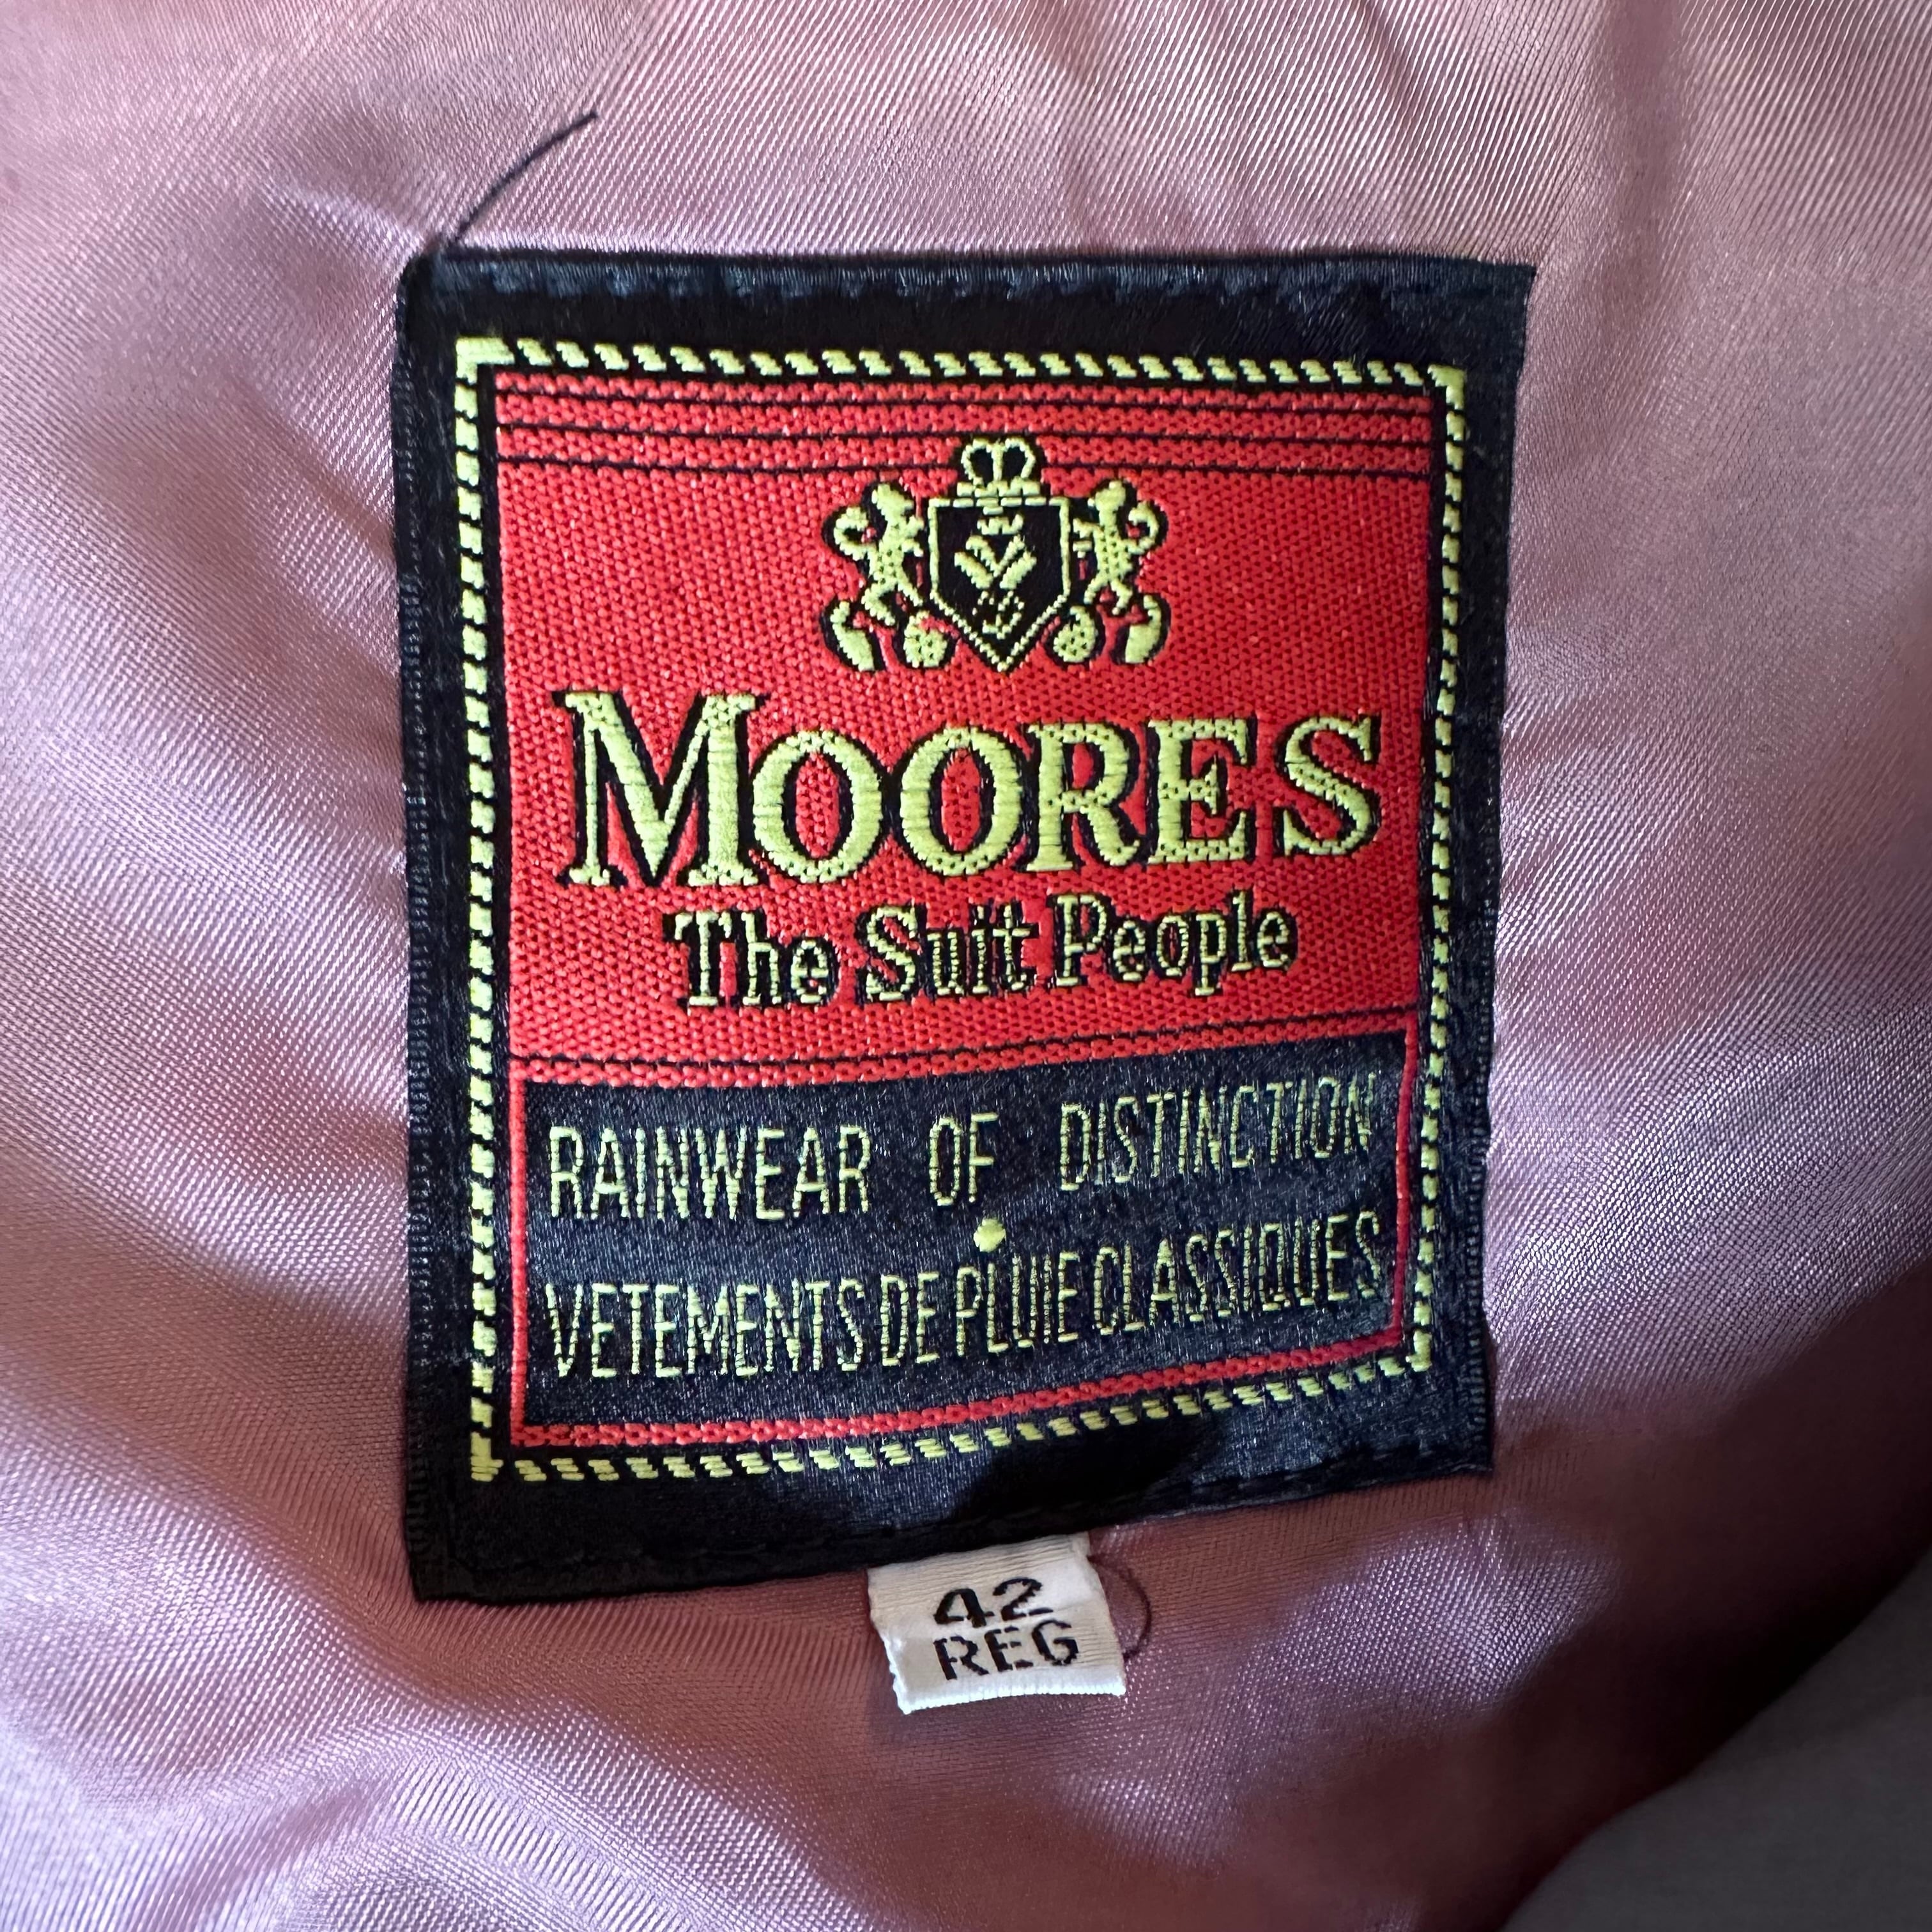 MOORES
The Suit People
RAINWEAR OF DISTINCTION
VETEMENTS DE PLUIE CLASSIQUES
42
REG